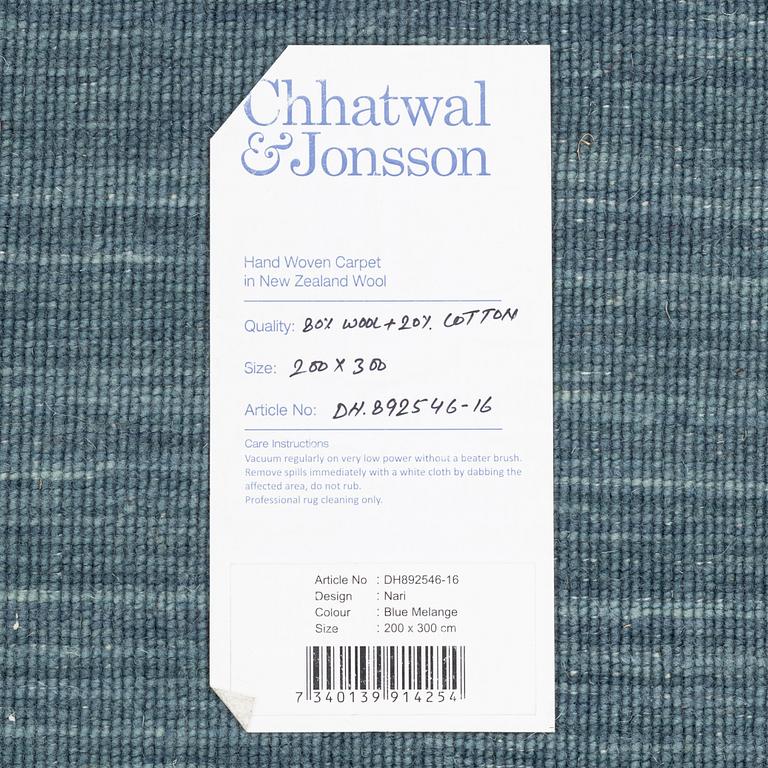 Chhatwal
& Jonsson
Hand Woven Carpet
in New Zealand Wool
Quality: 80% WOOL + 20% COTTON
Size: 200 X 300
Article No: DH.892546-16
Care Instructions
Vacuum regularly on very low power without a beater brush.
Remove spills immediately with a white cloth by dabbing the
affected area, do not rub.
Professional rug cleaning only.
Article No : DH892546-16
Design : Nari
Colour : Blue Melange
Size : 200 x 300 cm
7 340139 914254